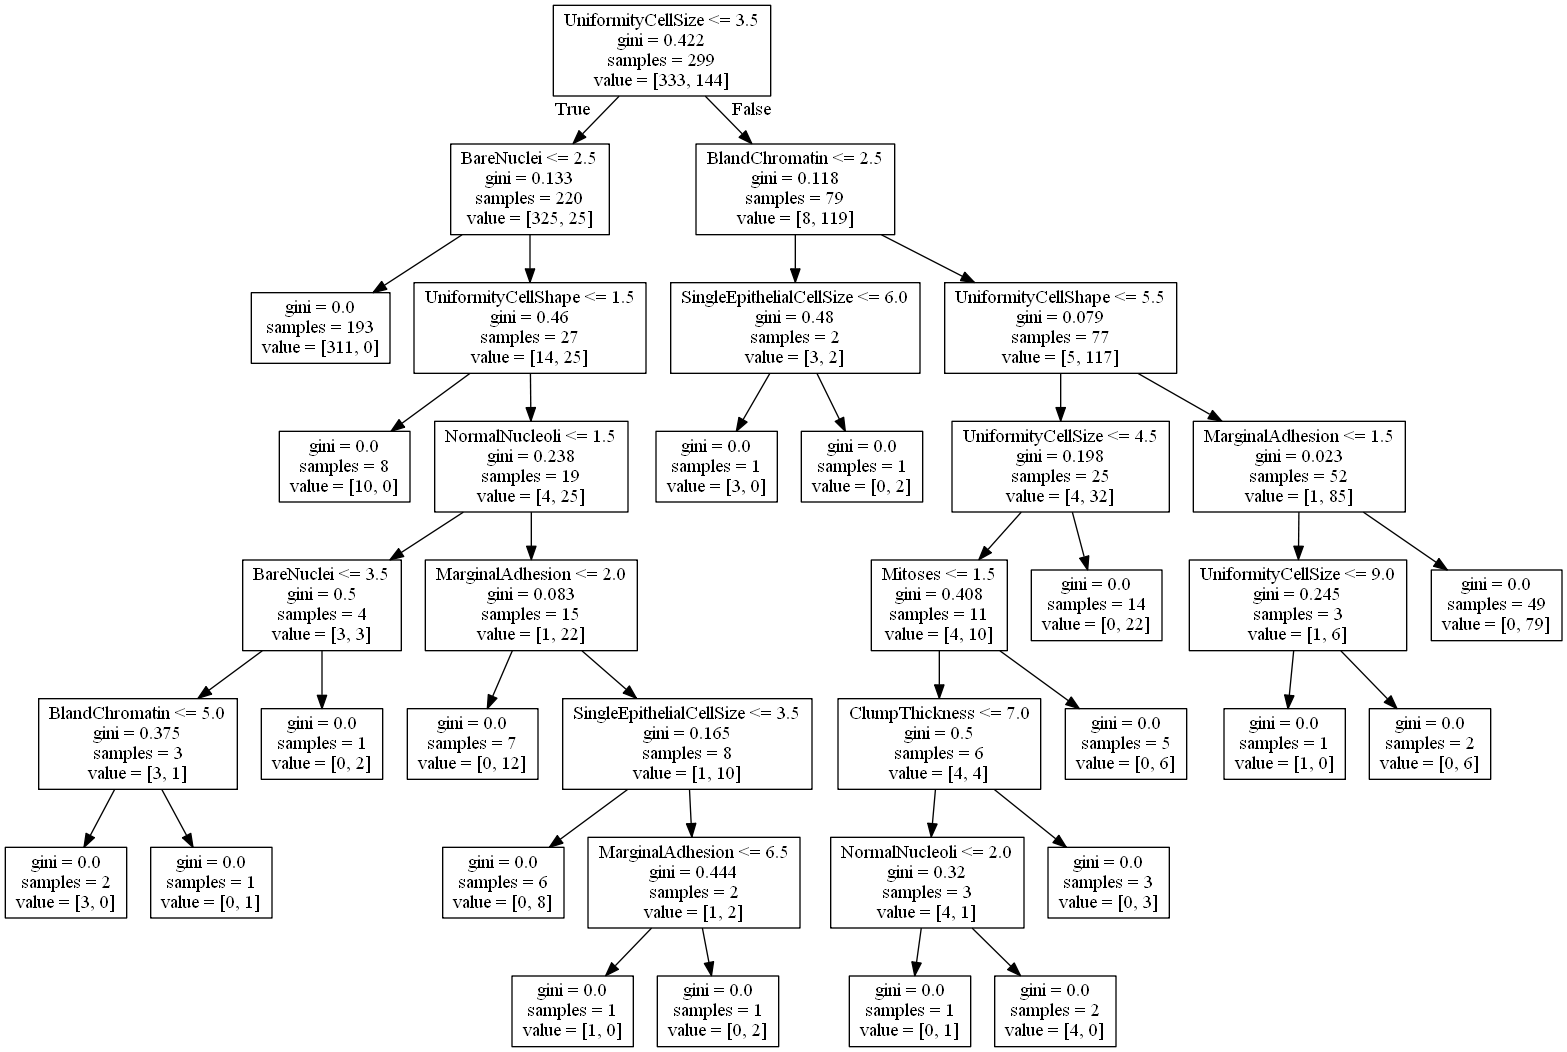 UniformityCellSize <= 3.5
gini = 0.422
samples = 299
value = [333, 144]
True
False
BareNuclei <= 2.5
gini = 0.133
samples = 220
value = [325, 25]
BlandChromatin <= 2.5
gini = 0.118
samples = 79
value = [8, 119]
gini = 0.0
samples = 193
value = [311, 0]
UniformityCellShape <= 1.5
gini = 0.46
samples = 27
value = [14, 25]
SingleEpithelialCellSize <= 6.0
gini = 0.48
samples = 2
value = [3, 2]
UniformityCellShape <= 5.5
gini = 0.079
samples = 77
value = [5, 117]
gini = 0.0
samples = 8
value = [10, 0]
NormalNucleoli <= 1.5
gini = 0.238
samples = 19
value = [4, 25]
gini = 0.0
samples = 1
value = [3, 0]
gini = 0.0
samples = 1
value = [0, 2]
UniformityCellSize <= 4.5
gini = 0.198
samples = 25
value = [4, 32]
MarginalAdhesion <= 1.5
gini = 0.023
samples = 52
value = [1, 85]
BareNuclei <= 3.5
gini = 0.5
samples = 4
value = [3, 3]
MarginalAdhesion <= 2.0
gini = 0.083
samples = 15
value = [1, 22]
Mitoses <= 1.5
gini = 0.408
samples = 11
value = [4, 10]
gini = 0.0
samples = 14
value = [0, 22]
UniformityCellSize <= 9.0
gini = 0.245
samples = 3
value = [1, 6]
gini = 0.0
samples = 49
value = [0, 79]
BlandChromatin <= 5.0
gini = 0.375
samples = 3
value = [3, 1]
gini = 0.0
samples = 1
value = [0, 2]
gini = 0.0
samples = 7
value = [0, 12]
SingleEpithelialCellSize <= 3.5
gini = 0.165
samples = 8
value = [1, 10]
ClumpThickness <= 7.0
gini = 0.5
samples = 6
value = [4, 4]
gini = 0.0
samples = 5
value = [0, 6]
gini = 0.0
samples = 1
value = [1, 0]
gini = 0.0
samples = 2
value = [0, 6]
gini = 0.0
samples = 2
value = [3, 0]
gini = 0.0
samples = 1
value = [0, 1]
gini = 0.0
samples = 6
value = [0, 8]
MarginalAdhesion <= 6.5
gini = 0.444
samples = 2
value = [1, 2]
NormalNucleoli <= 2.0
gini = 0.32
samples = 3
value = [4, 1]
gini = 0.0
samples = 3
value = [0, 3]
gini = 0.0
samples = 1
value = [1, 0]
gini = 0.0
samples = 1
value = [0, 2]
gini = 0.0
samples = 1
value = [0, 1]
gini = 0.0
samples = 2
value = [4, 0]